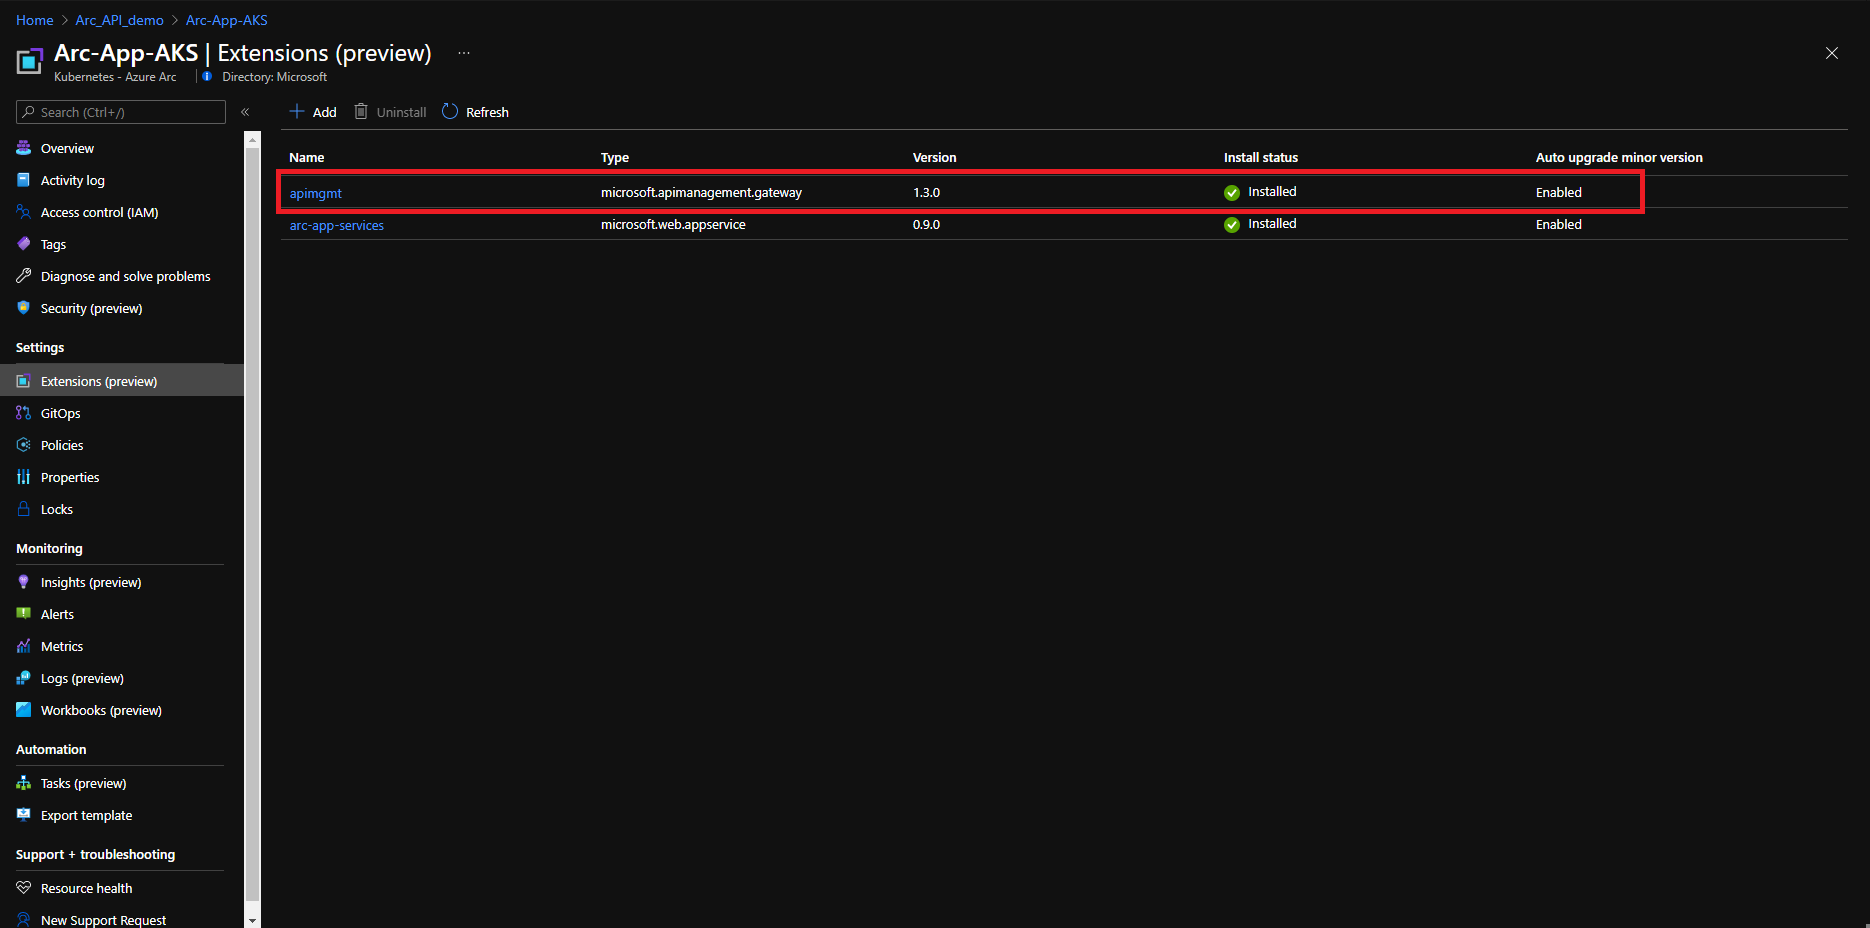 Home > Arc_API_demo > Arc-App-AKS
Arc-App-AKS | Extensions (preview) ...
Kubernetes - Azure Arc | Directory: Microsoft
Search (Ctrl+/)
«
Overview
Activity log
Access control (IAM)
Tags
Diagnose and solve problems
Security (preview)
Settings
Extensions (preview)
GitOps
Policies
Properties
Locks
Monitoring
Insights (preview)
Alerts
Metrics
Logs (preview)
Workbooks (preview)
Automation
Tasks (preview)
Export template
Support + troubleshooting
Resource health
New Support Request
Add Uninstall Refresh
Name Type Version Install status Auto upgrade minor version
apimgmt microsoft.apimanagement.gateway 1.3.0 Installed Enabled
arc-app-services microsoft.web.appservice 0.9.0 Installed Enabled